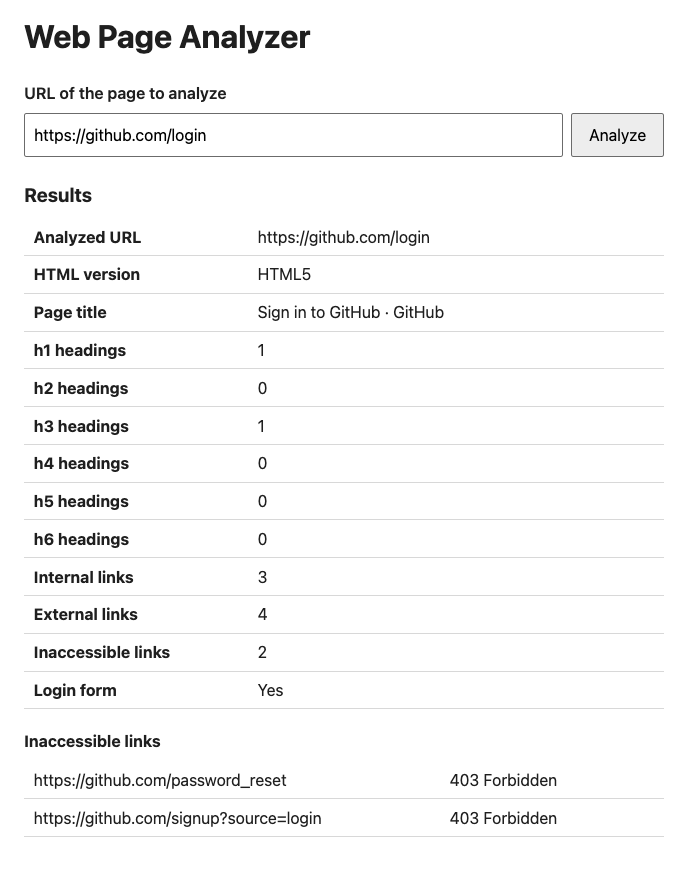 Web Page Analyzer
URL of the page to analyze
https://github.com/login
Analyze
Results
Analyzed URL https://github.com/login
HTML version HTML5
Page title Sign in to GitHub · GitHub
h1 headings 1
h2 headings 0
h3 headings 1
h4 headings 0
h5 headings 0
h6 headings 0
Internal links 3
External links 4
Inaccessible links 2
Login form Yes
Inaccessible links
https://github.com/password_reset 403 Forbidden
https://github.com/signup?source=login 403 Forbidden